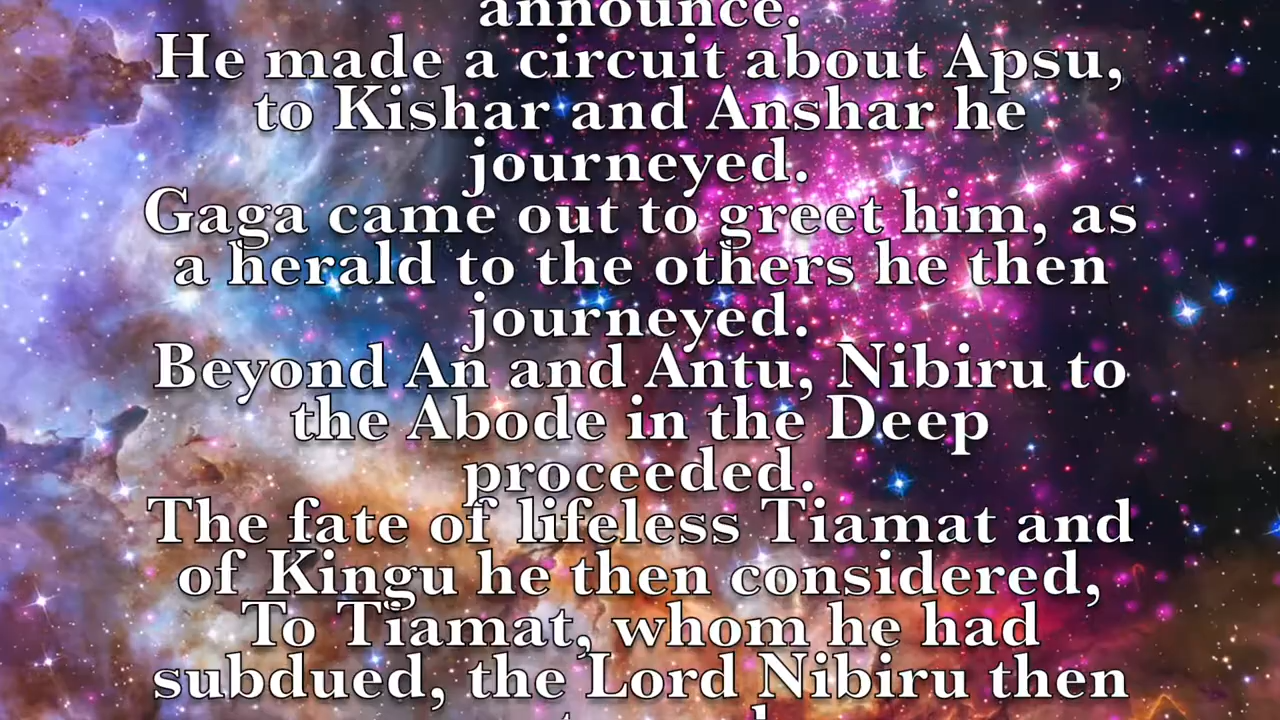 announce.
He made a circuit about Apsu,
to Kishar and Anshar he
journeyed.
Gaga came out to greet him, as
a herald to the others he then
journeyed.
Beyond An and Antu, Nibiru to
the Abode in the Deep
proceeded.
The fate of lifeless Tiamat and
of Kingu he then considered,
To Tiamat, whom he had
subdued, the Lord Nibiru then